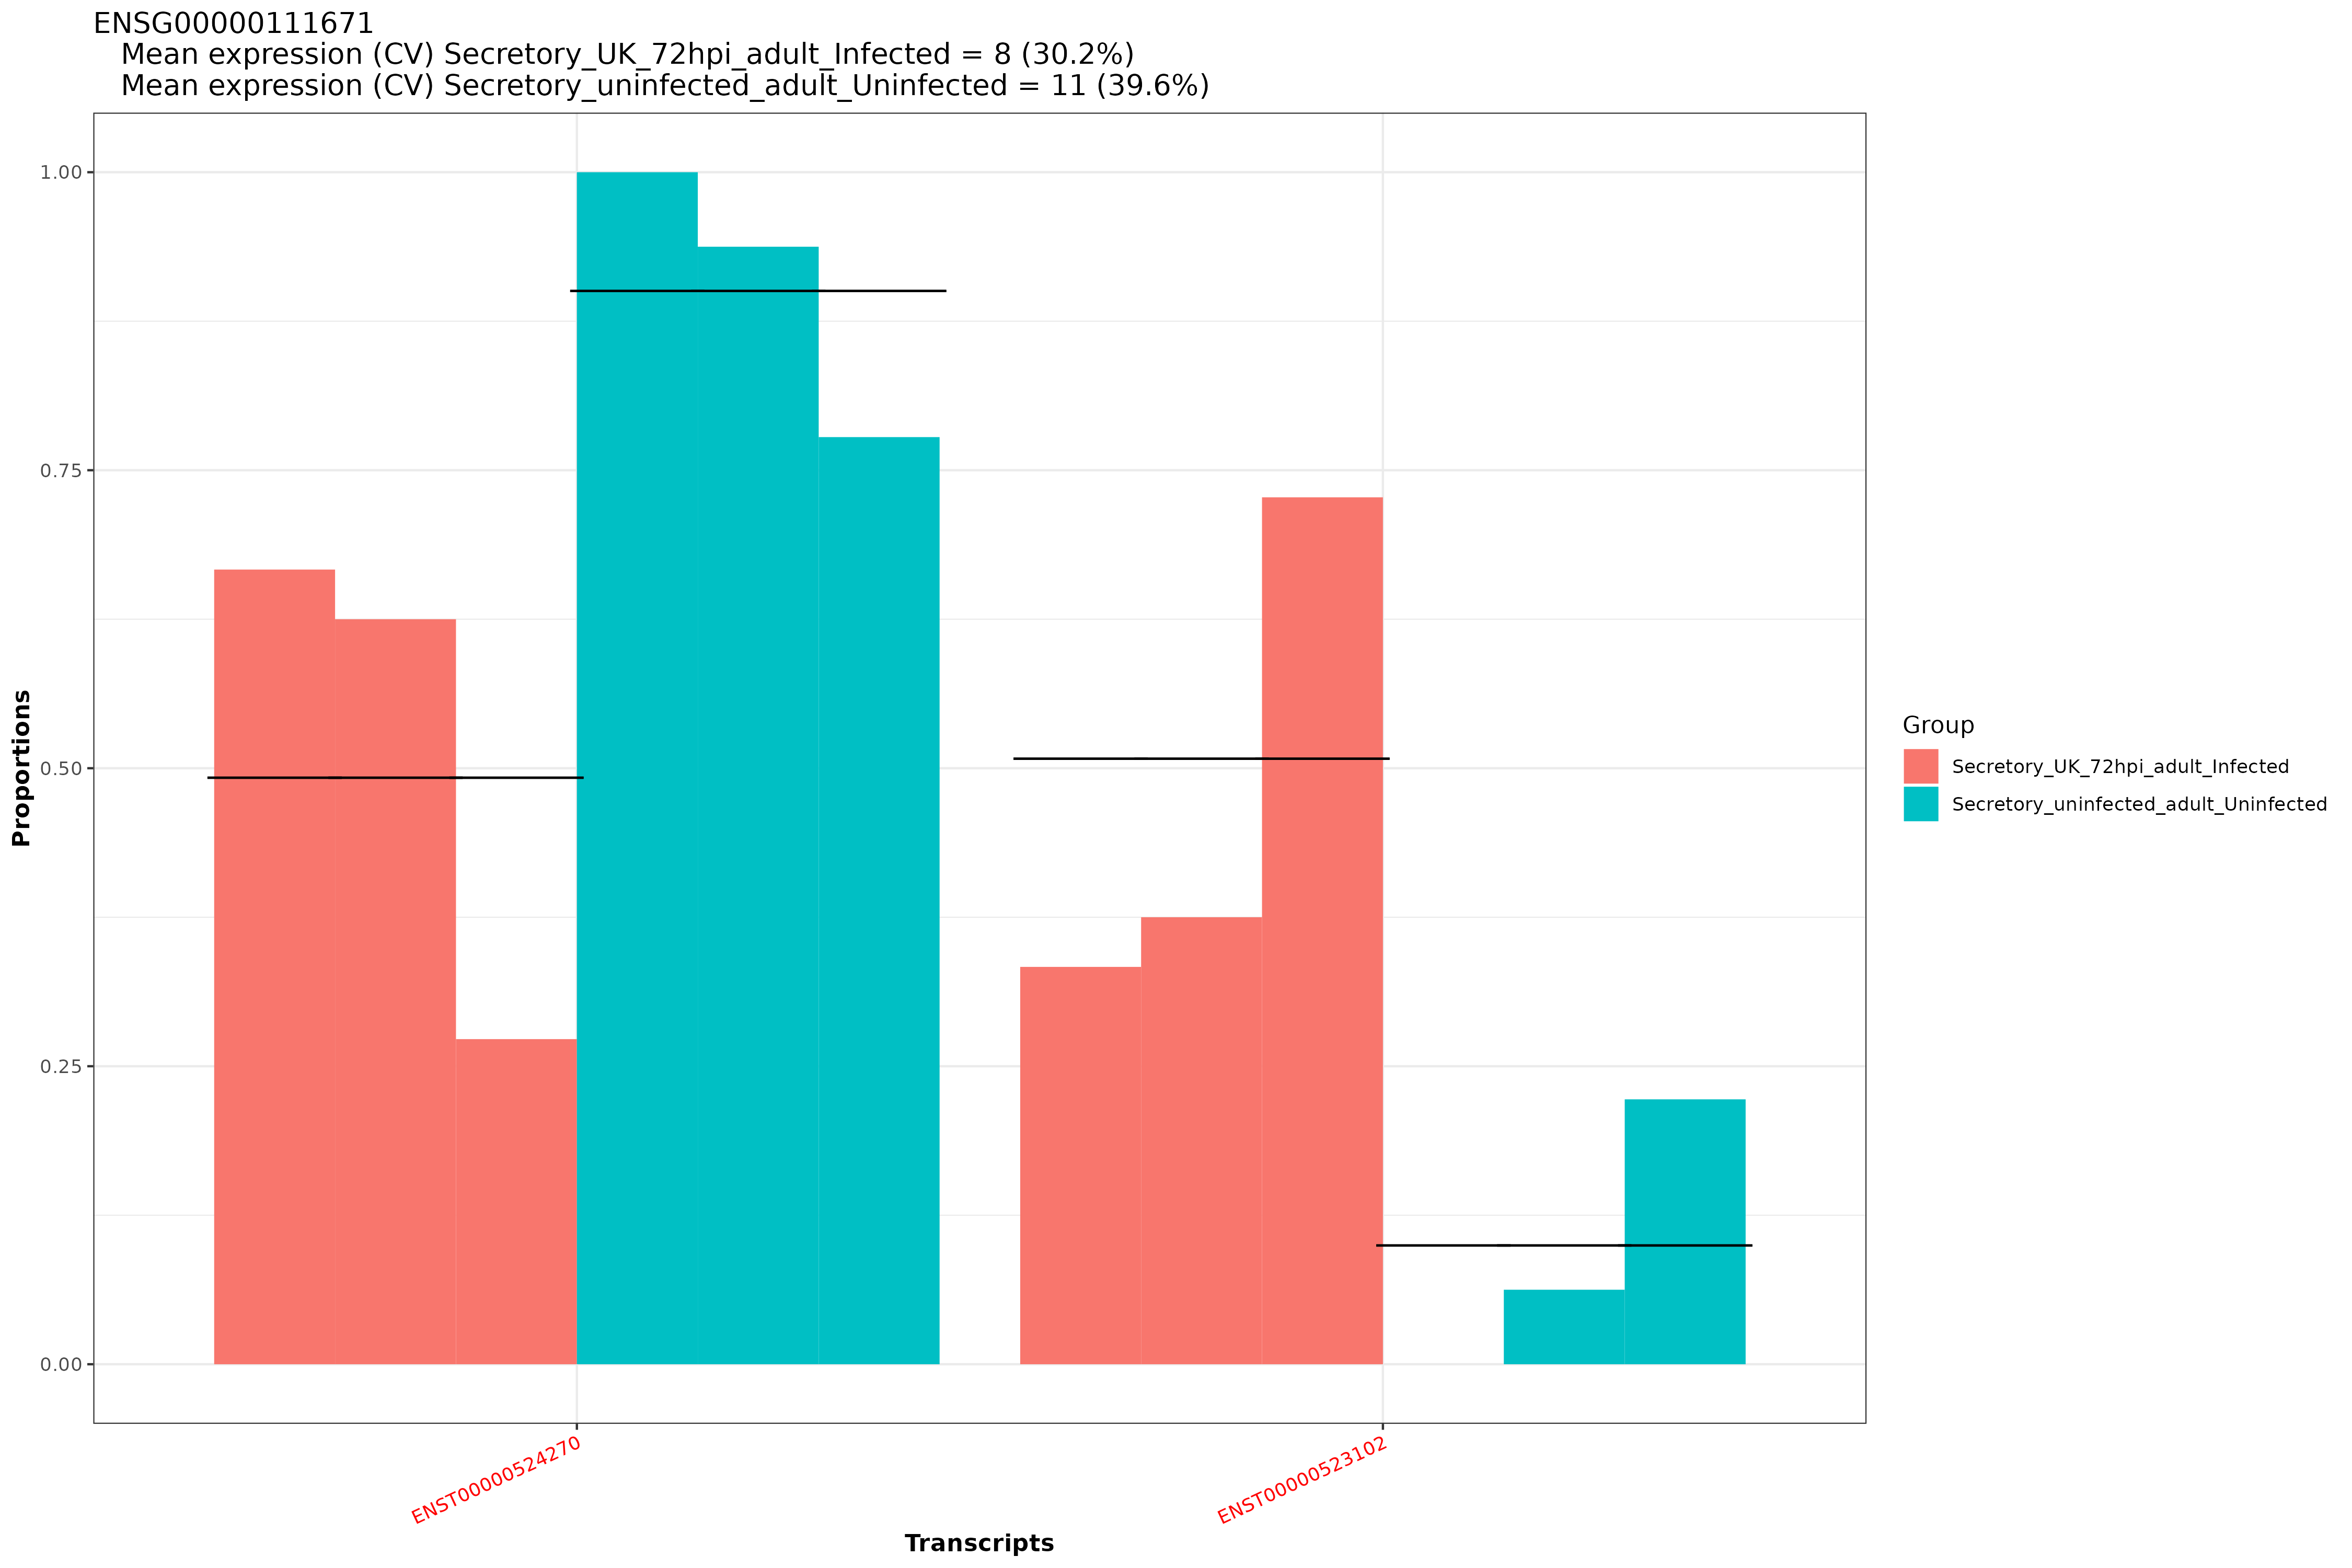 ENSG00000111671
Mean expression (CV) Secretory_UK_72hpi_adult_Infected = 8 (30.2%)
Mean expression (CV) Secretory_uninfected_adult_Uninfected = 11 (39.6%)
1.00
0.75
0.50
0.25
0.00
Proportions
ENST0000524270
ENST00000523102
Transcripts
Group
Secretory_UK_72hpi_adult_Infected
Secretory_uninfected_adult_Uninfected